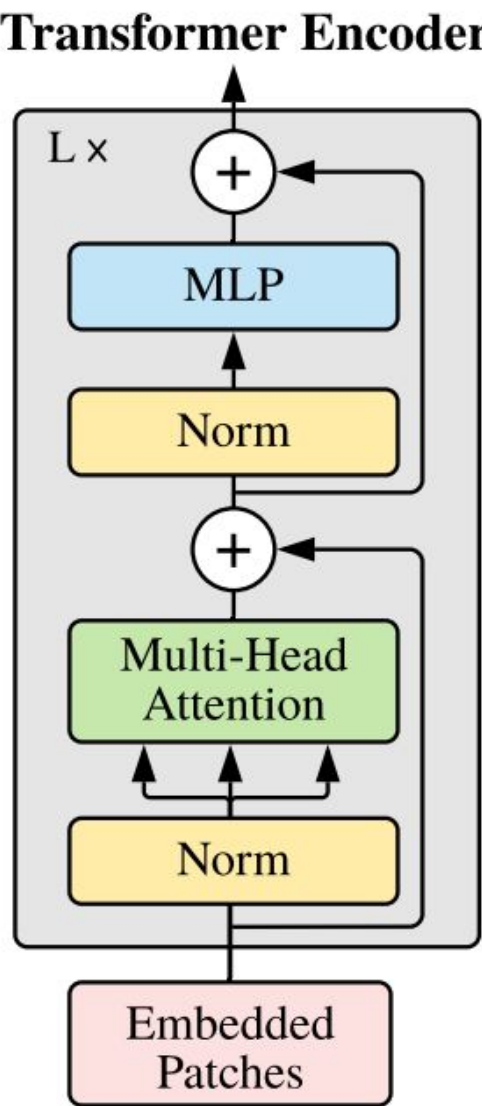 Transformer Encoder
L ×
+
MLP
Norm
+
Multi-Head
Attention
Norm
Embedded
Patches